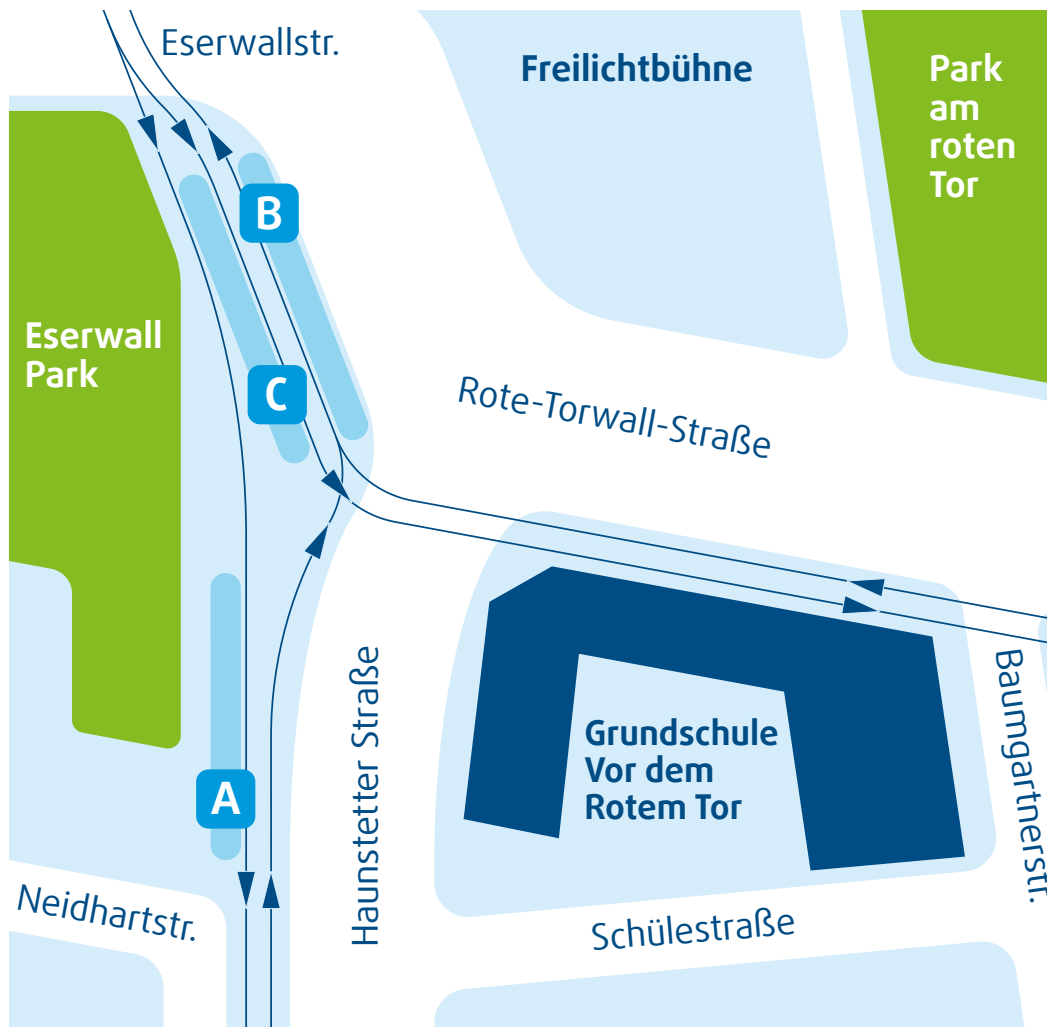 Eserwallstr.
Freilichtbühne
Park
am
roten
Tor
B
Eserwall
Park
C
Rote-Torwall-Straße
Haunstetter Straße
Grundschule
Vor dem
Rotem Tor
Baumgartnerstr.
A
Neidhartstr.
Schülestraße